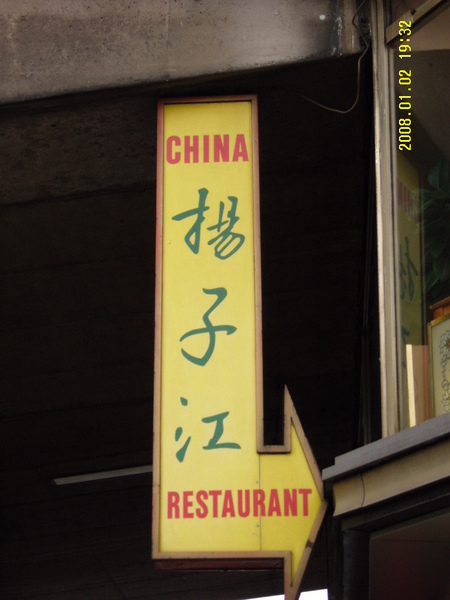 CHINA
揚
子
江
RESTAURANT
2008.01.02 19:32